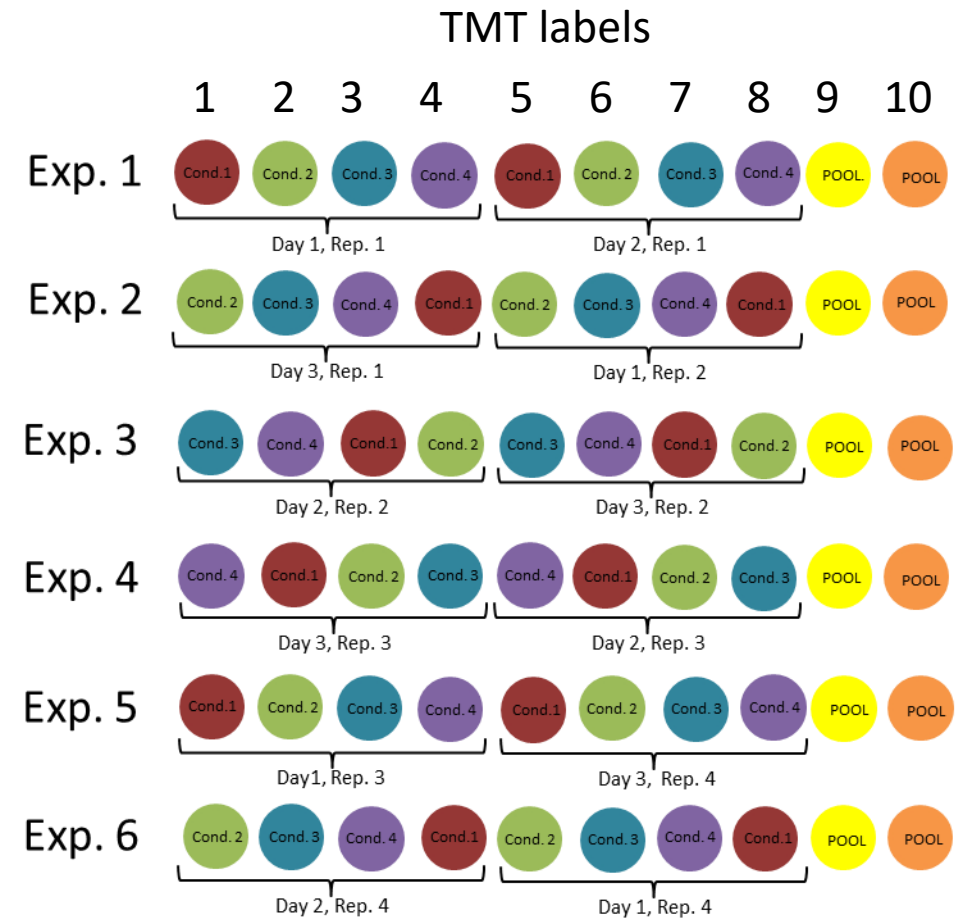 TMT labels
1 2 3 4 5 6 7 8 9 10
Exp. 1 Cond.1 Cond. 2 Cond. 3 Cond. 4 Cond.1 Cond. 2 Cond. 3 Cond. 4 POOL. POOL
Day 1, Rep. 1 Day 2, Rep. 1
Exp. 2 Cond. 2 Cond. 3 Cond. 4 Cond.1 Cond. 2 Cond. 3 Cond. 4 Cond.1 POOL POOL
Day 3, Rep. 1 Day 1, Rep. 2
Exp. 3 Cond. 3 Cond. 4 Cond.1 Cond. 2 Cond. 3 Cond. 4 Cond.1 Cond. 2 POOL POOL
Day 2, Rep. 2 Day 3, Rep. 2
Exp. 4 Cond. 4 Cond.1 Cond. 2 Cond. 3 Cond. 4 Cond.1 Cond. 2 Cond. 3 POOL POOL
Day 3, Rep. 3 Day 2, Rep. 3
Exp. 5 Cond.1 Cond. 2 Cond. 3 Cond. 4 Cond.1 Cond. 2 Cond. 3 Cond. 4 POOL POOL
Day1, Rep. 3 Day 3, Rep. 4
Exp. 6 Cond. 2 Cond. 3 Cond. 4 Cond.1 Cond. 2 Cond. 3 Cond. 4 Cond.1 POOL POOL
Day 2, Rep. 4 Day 1, Rep. 4